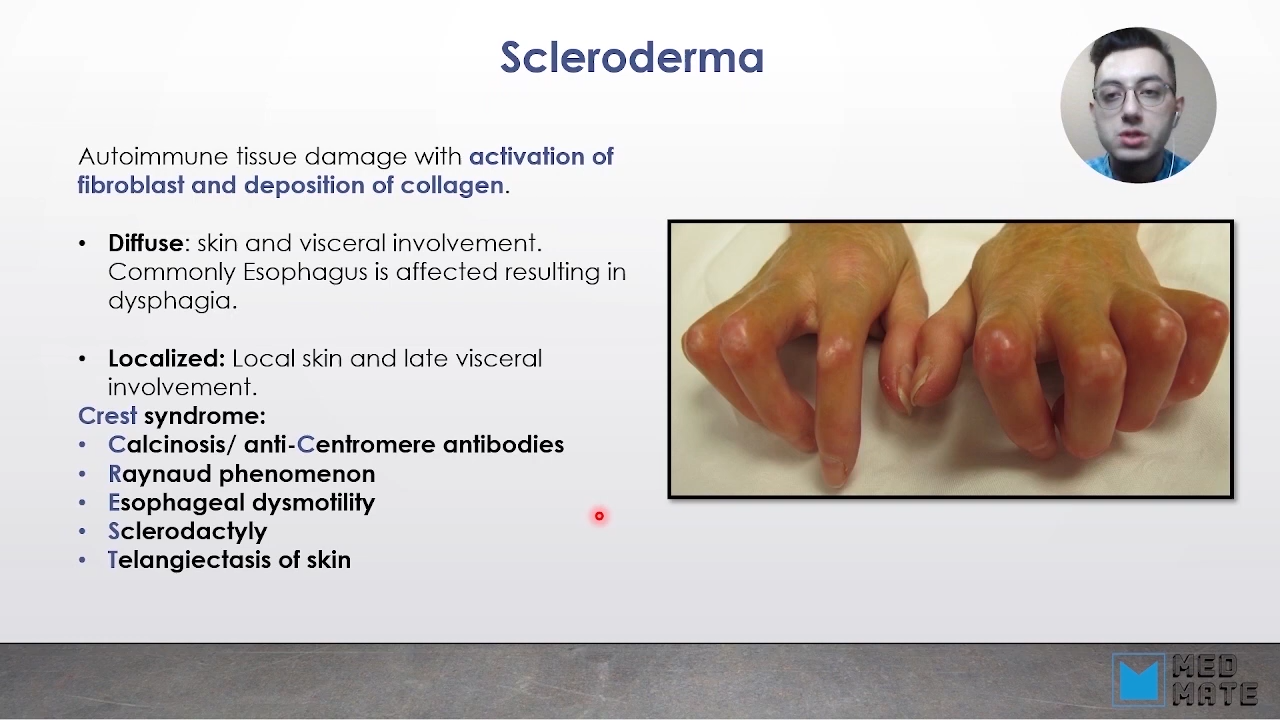 Scleroderma
Autoimmune tissue damage with activation of
fibroblast and deposition of collagen.
• Diffuse: skin and visceral involvement.
Commonly Esophagus is affected resulting in
dysphagia.
• Localized: Local skin and late visceral
involvement.
Crest syndrome:
• Calcinosis/ anti-Centromere antibodies
• Raynaud phenomenon
• Esophageal dysmotility
• Sclerodactyly
• Telangiectasis of skin
MED
MATE